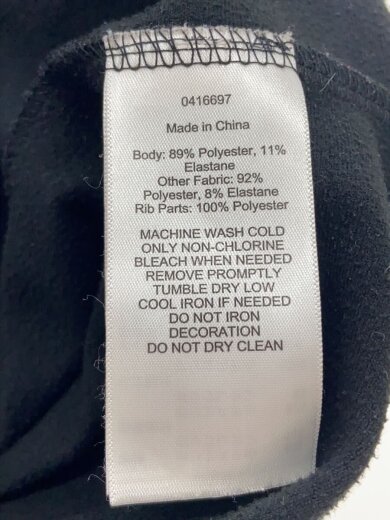 0416697
Made in China
Body: 89% Polyester, 11%
Elastane
Other Fabric: 92%
Polyester, 8% Elastane
Rib Parts: 100% Polyester
MACHINE WASH COLD
ONLY NON-CHLORINE
BLEACH WHEN NEEDED
REMOVE PROMPTLY
TUMBLE DRY LOW
COOL IRON IF NEEDED
DO NOT IRON
DECORATION
DO NOT DRY CLEAN